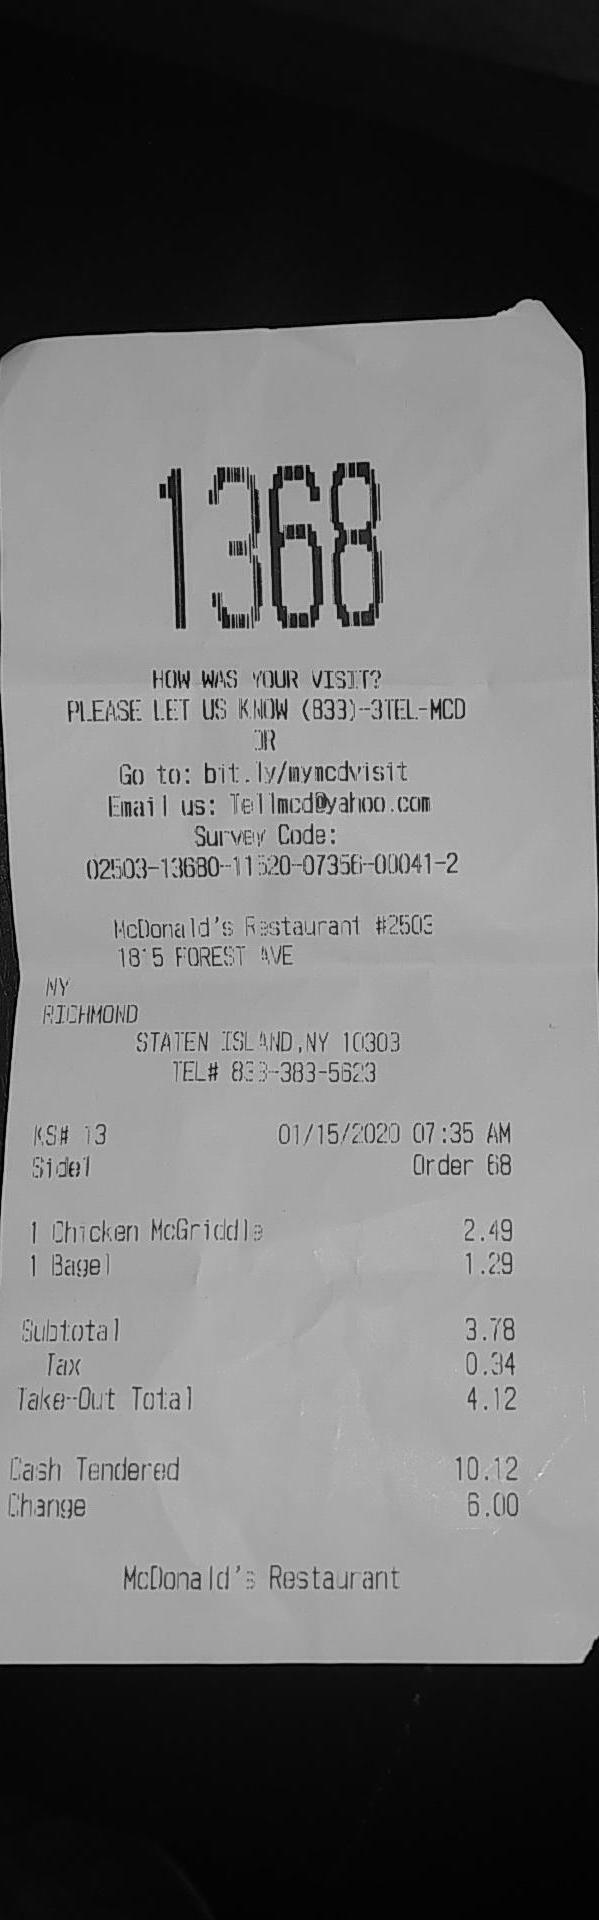 1368
HOW WAS YOUR VISIT?
PLEASE LET US KNOW (833)-3TEL-MCD
OR
Go to: bit.ly/mymcdvisit
Email us: Tellmcd@yahoo.com
Survey Code:
02503-13680-11520-07356-00041-2
McDonald's Restaurant #2503
FOREST AVE
NY
RICHMOND
STATEN ISLAND,NY 10303
TEL# 833-383-5623
KS# 13 01/15/2020 07:35 AM
Side1 Order 68
1 Chicken McGriddle 2.49
1 Bagel 1.29
Subtotal 3.78
Tax 0.34
Take-Out Total 4.12
Cash Tendered 10.12
Change 6.00
McDonald's Restaurant